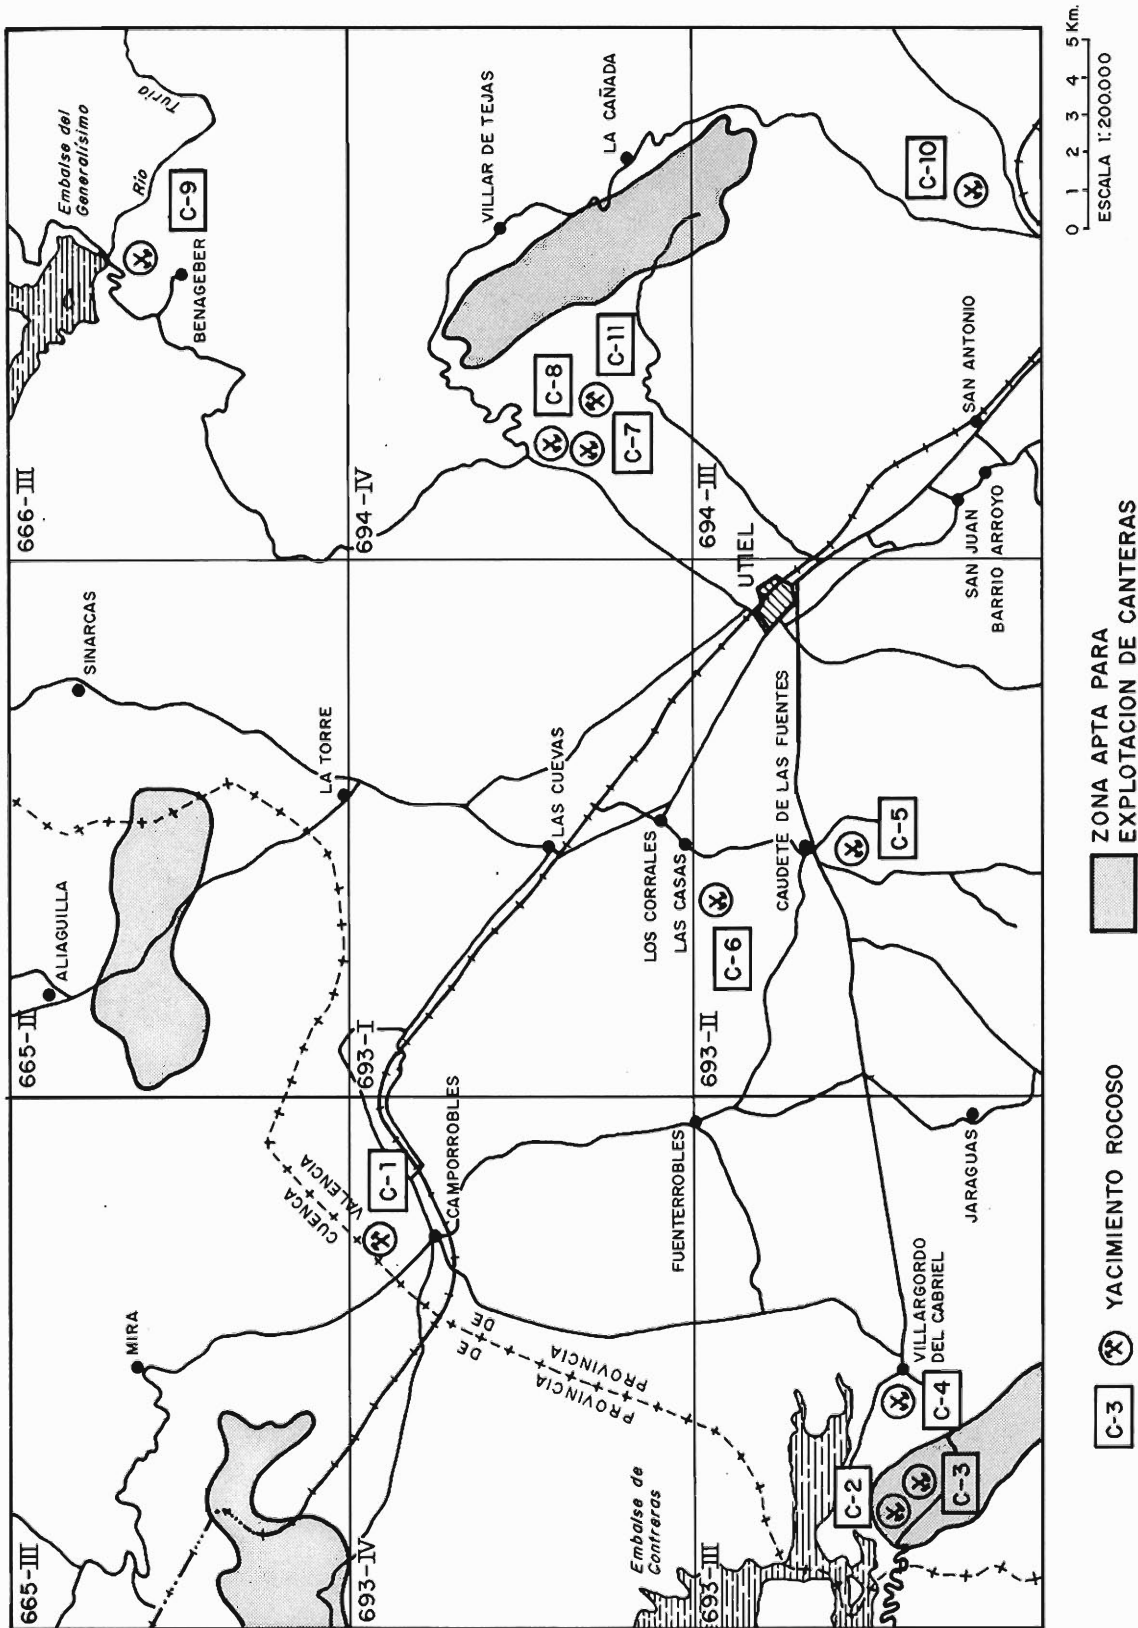 665-III
665-II
666-III
MIRA
ALIAGUILLA
SINARCAS
LA TORRE
Embalse del
Generalísimo
Río
Turia
C-9
BENAGEBER
CUENCA
VALENCIA
DE
DE
PROVINCIA
PROVINCIA
693-IV
693-I
694-IV
C-1
CAMPORROBLES
LAS CUEVAS
C-8
C-7
C-11
VILLAR DE TEJAS
LA CAÑADA
Embalse de
Contreras
FUENTERROBLES
LOS CORRALES
LAS CASAS
693-III
693-II
694-III
UTIEL
C-6
CAUDETE DE LAS FUENTES
C-5
C-2
C-3
C-4
VILLARGORDO
DEL CABRIEL
JARAGUAS
SAN JUAN
BARRIO ARROYO
SAN ANTONIO
C-10
0 1 2 3 4 5 Km.
ESCALA 1:200.000
C-3 YACIMIENTO ROCOSO
ZONA APTA PARA
EXPLOTACION DE CANTERAS